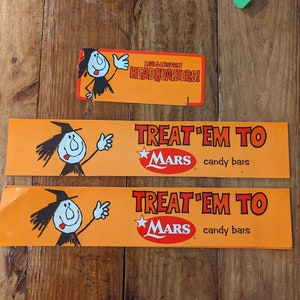 HALLOWEEN
HEADQUARTERS!
TREAT 'EM TO
MARS candy bars
TREAT 'EM TO
MARS candy bars